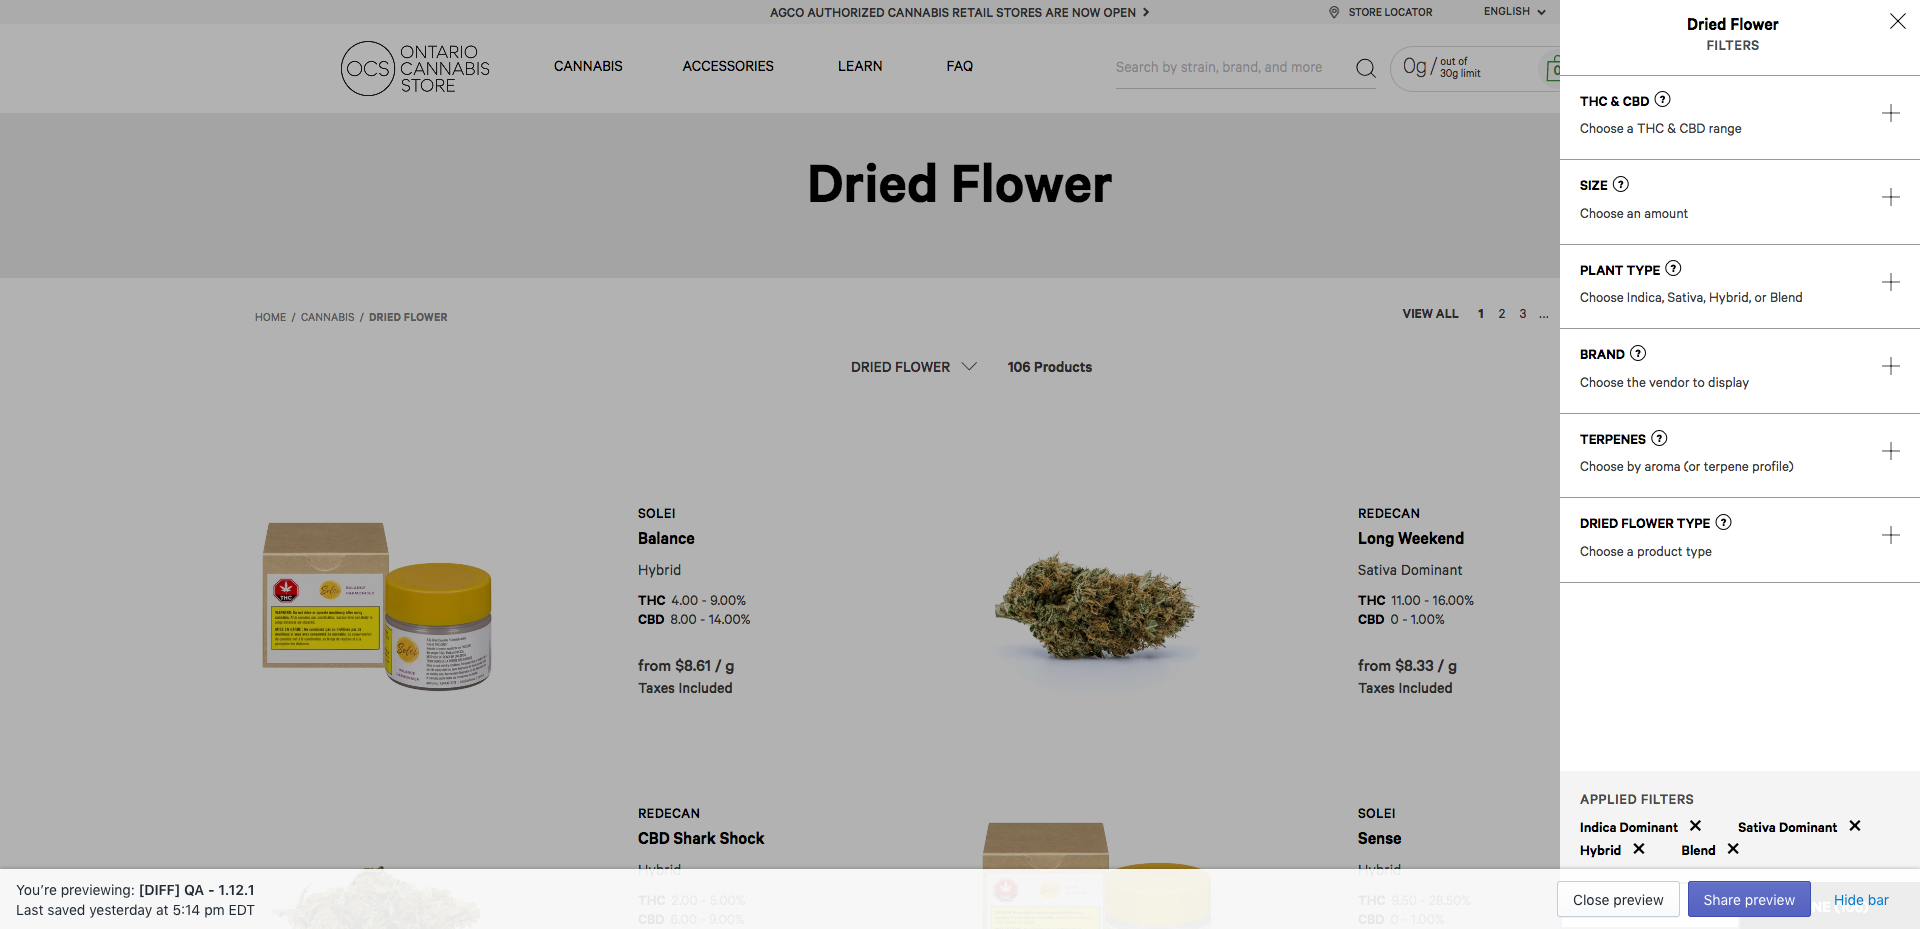 AGCO AUTHORIZED CANNABIS RETAIL STORES ARE NOW OPEN
STORE LOCATOR
ENGLISH
OCS
ONTARIO
CANNABIS
STORE
CANNABIS
ACCESSORIES
LEARN
FAQ
Search by strain, brand, and more
0g / out of
30g limit
0
Dried Flower
HOME / CANNABIS / DRIED FLOWER
VIEW ALL 1 2 3 ...
DRIED FLOWER
106 Products
SOLEI
Balance
Hybrid
THC 4.00 - 9.00%
CBD 8.00 - 14.00%
from $8.61 / g
Taxes Included
THC
Solei
Solei
REDECAN
Long Weekend
Sativa Dominant
THC 11.00 - 16.00%
CBD 0 - 1.00%
from $8.33 / g
Taxes Included
REDECAN
CBD Shark Shock
Hybrid
THC 2.00 - 5.00%
CBD 6.00 - 9.00%
SOLEI
Sense
Hybrid
THC 9.50 - 28.50%
CBD 0 - 1.00%
Dried Flower
FILTERS
THC & CBD ?
Choose a THC & CBD range
SIZE ?
Choose an amount
PLANT TYPE ?
Choose Indica, Sativa, Hybrid, or Blend
BRAND ?
Choose the vendor to display
TERPENES ?
Choose by aroma (or terpene profile)
DRIED FLOWER TYPE ?
Choose a product type
APPLIED FILTERS
Indica Dominant
Sativa Dominant
Hybrid
Blend
You're previewing: [DIFF] QA - 1.12.1
Last saved yesterday at 5:14 pm EDT
Close preview
Share preview
Hide bar